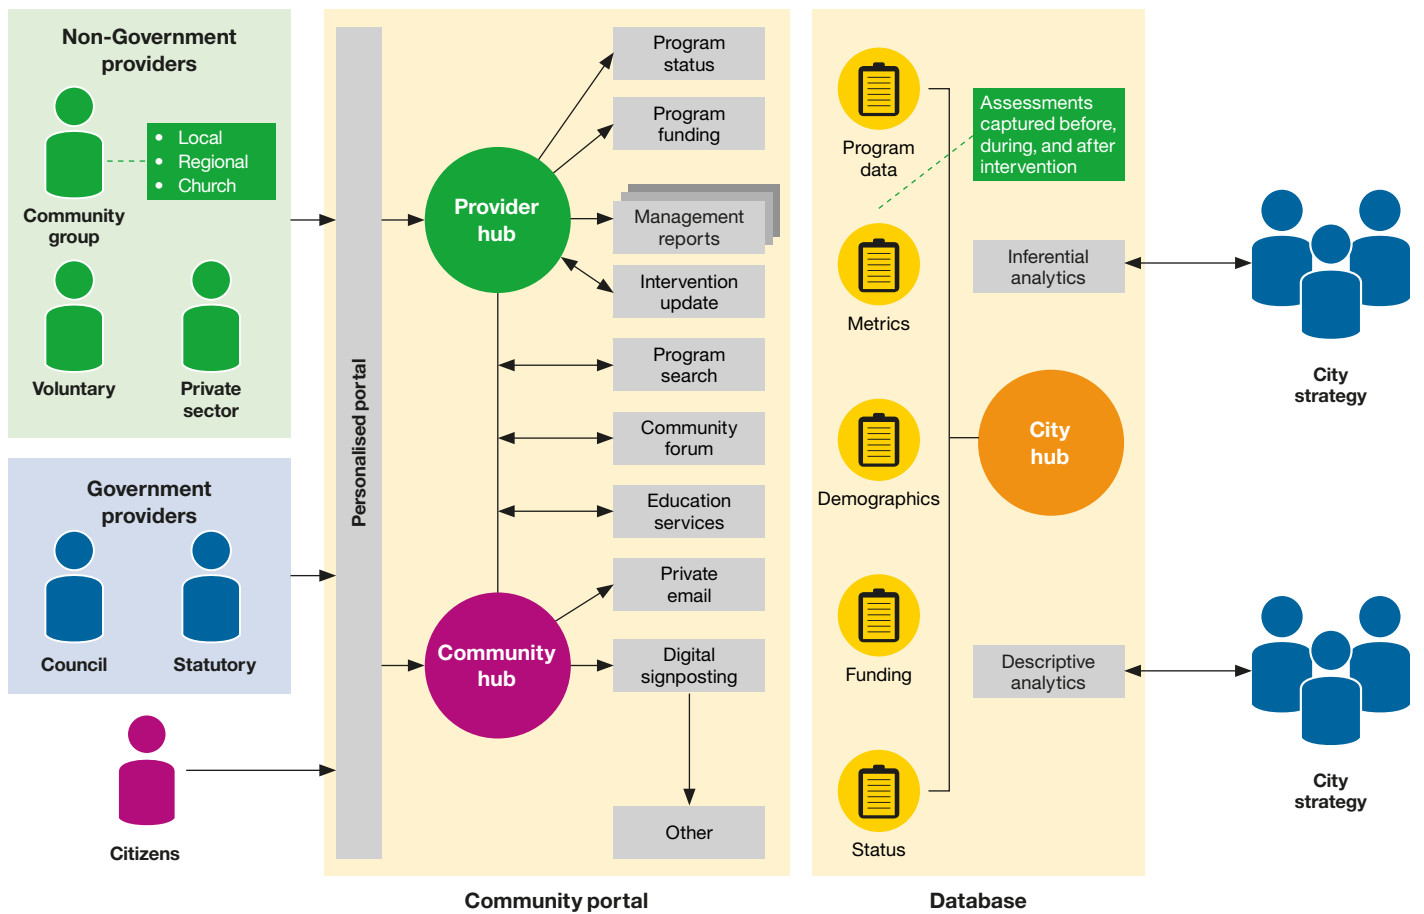 Non-Government
providers
• Local
• Regional
• Church
Community
group
Voluntary
Private
sector
Government
providers
Council
Statutory
Citizens
Personalised portal
Provider
hub
Community
hub
Program
status
Program
funding
Management
reports
Intervention
update
Program
search
Community
forum
Education
services
Private
email
Digital
signposting
Other
Community portal
Program
data
Metrics
Demographics
Funding
Status
Assessments
captured before,
during, and after
intervention
Inferential
analytics
City
hub
Descriptive
analytics
Database
City
strategy
City
strategy